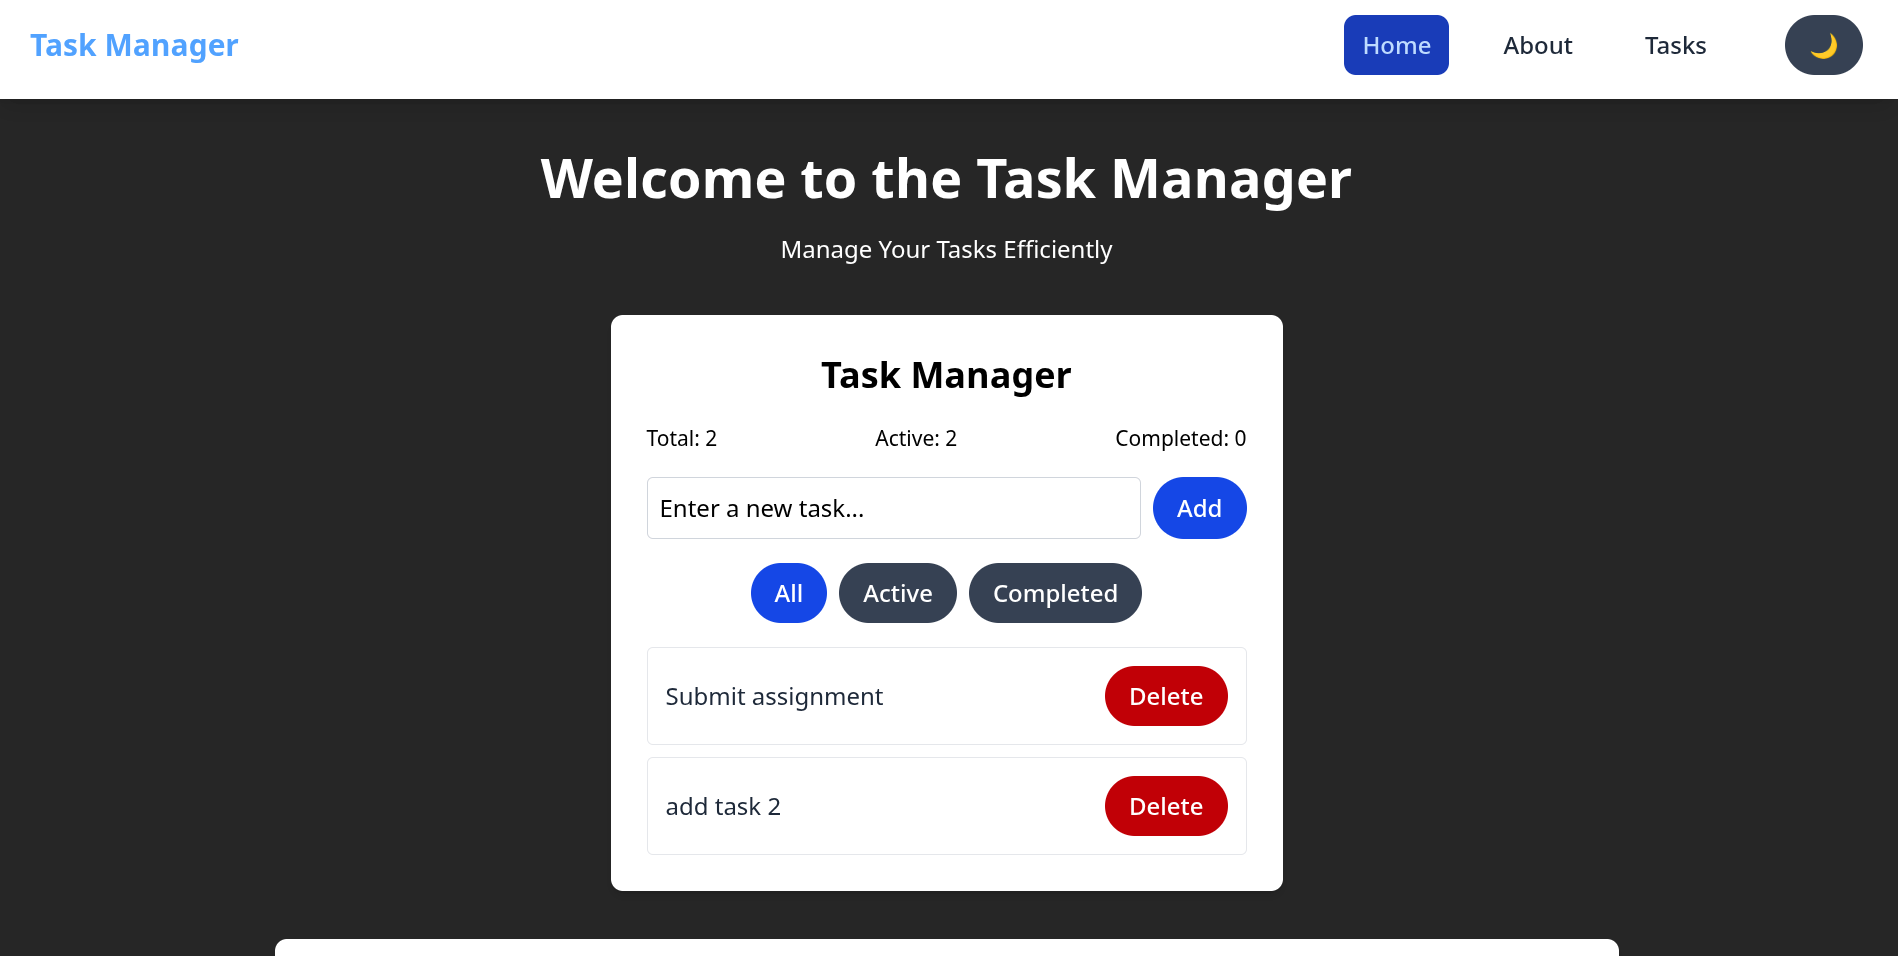 Task Manager
Home
About
Tasks
Welcome to the Task Manager
Manage Your Tasks Efficiently
Task Manager
Total: 2
Active: 2
Completed: 0
Enter a new task...
Add
All
Active
Completed
Submit assignment
Delete
add task 2
Delete